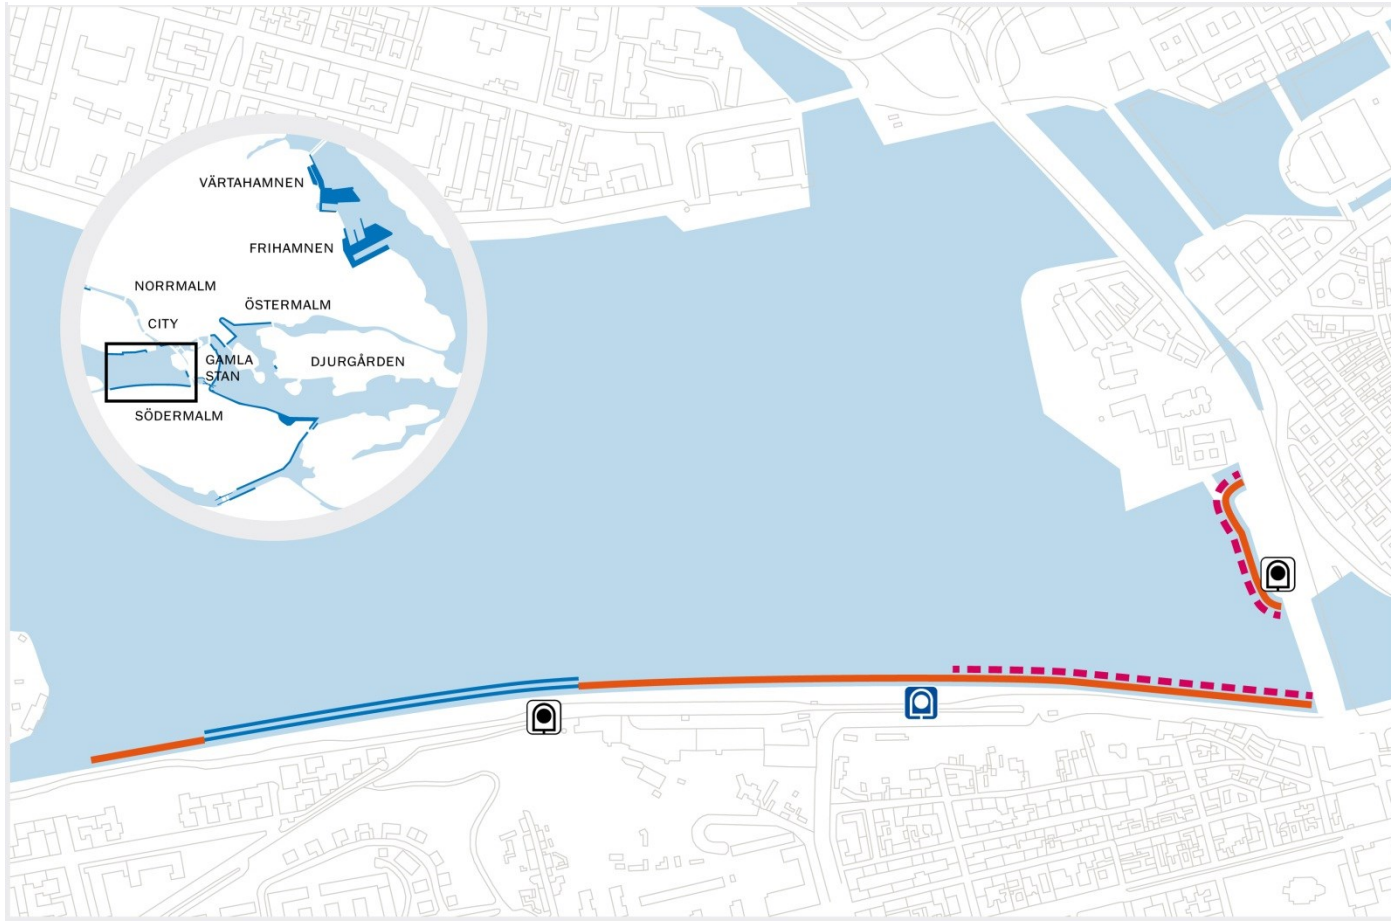 VÄRTAHAMNEN
FRIHAMNEN
NORRMALM
ÖSTERMALM
CITY
GAMLA
STAN
DJURGÅRDEN
SÖDERMALM